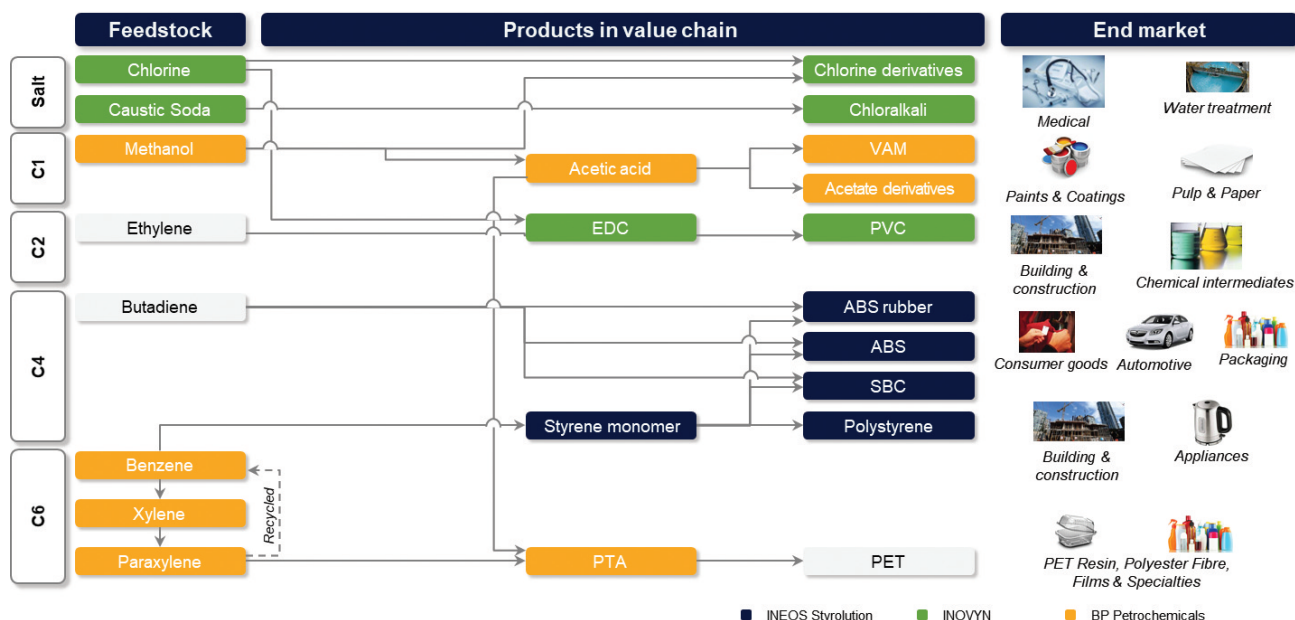 Feedstock
Products in value chain
End market
Salt
Chlorine
Chlorine derivatives
Caustic Soda
Chloralkali
Medical
Water treatment
C1
Methanol
Acetic acid
VAM
Acetate derivatives
Paints & Coatings
Pulp & Paper
C2
Ethylene
EDC
PVC
Building &
construction
Chemical intermediates
C4
Butadiene
ABS rubber
ABS
SBC
Styrene monomer
Polystyrene
Consumer goods
Automotive
Packaging
Building &
construction
Appliances
C6
Benzene
Xylene
Paraxylene
Recycled
PTA
PET
PET Resin, Polyester Fibre,
Films & Specialties
INEOS Styrolution
INOVYN
BP Petrochemicals